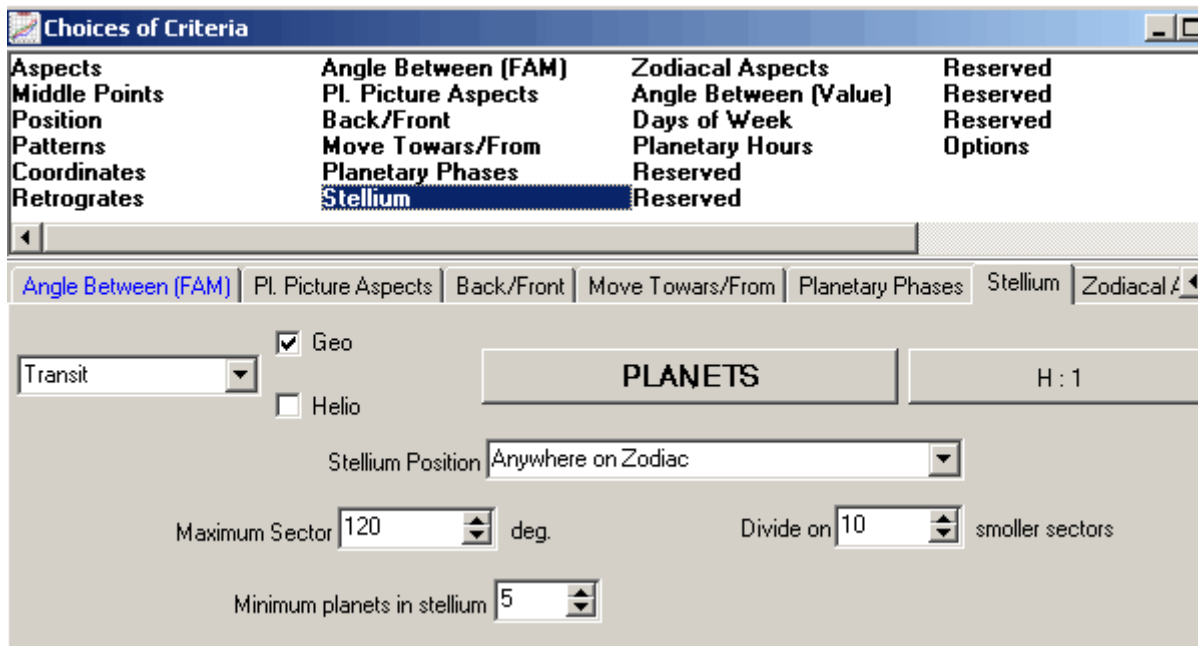 Choices of Criteria
Aspects Angle Between (FAM) Zodiacal Aspects Reserved
Middle Points Pl. Picture Aspects Angle Between (Value) Reserved
Position Back/Front Days of Week Reserved
Patterns Move Towars/From Planetary Hours Options
Coordinates Planetary Phases Reserved
Retrogrates Stellium Reserved
Angle Between (FAM) Pl. Picture Aspects Back/Front Move Towars/From Planetary Phases Stellium Zodiacal
Geo
Transit PLANETS H : 1
Helio
Stellium Position Anywhere on Zodiac
Maximum Sector 120 deg. Divide on 10 smoller sectors
Minimum planets in stellium 5